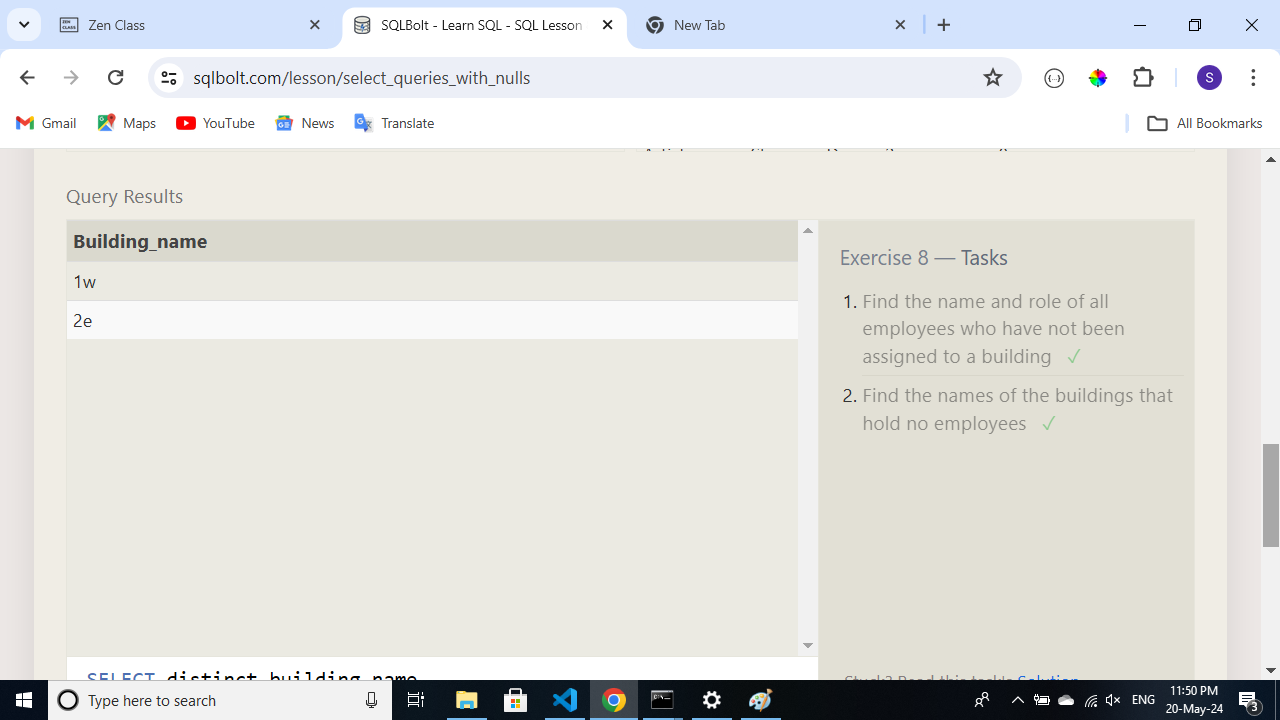 Zen Class
SQLBolt - Learn SQL - SQL Lesson
New Tab
sqlbolt.com/lesson/select_queries_with_nulls
S
Gmail
Maps
YouTube
News
Translate
All Bookmarks
Query Results
Building_name
1w
2e
Exercise 8 — Tasks
1. Find the name and role of all
employees who have not been
assigned to a building ✓
2. Find the names of the buildings that
hold no employees ✓
SELECT distinct building_name
Stuck? Read this task's Solution
Type here to search
ENG
11:50 PM
20-May-24
3